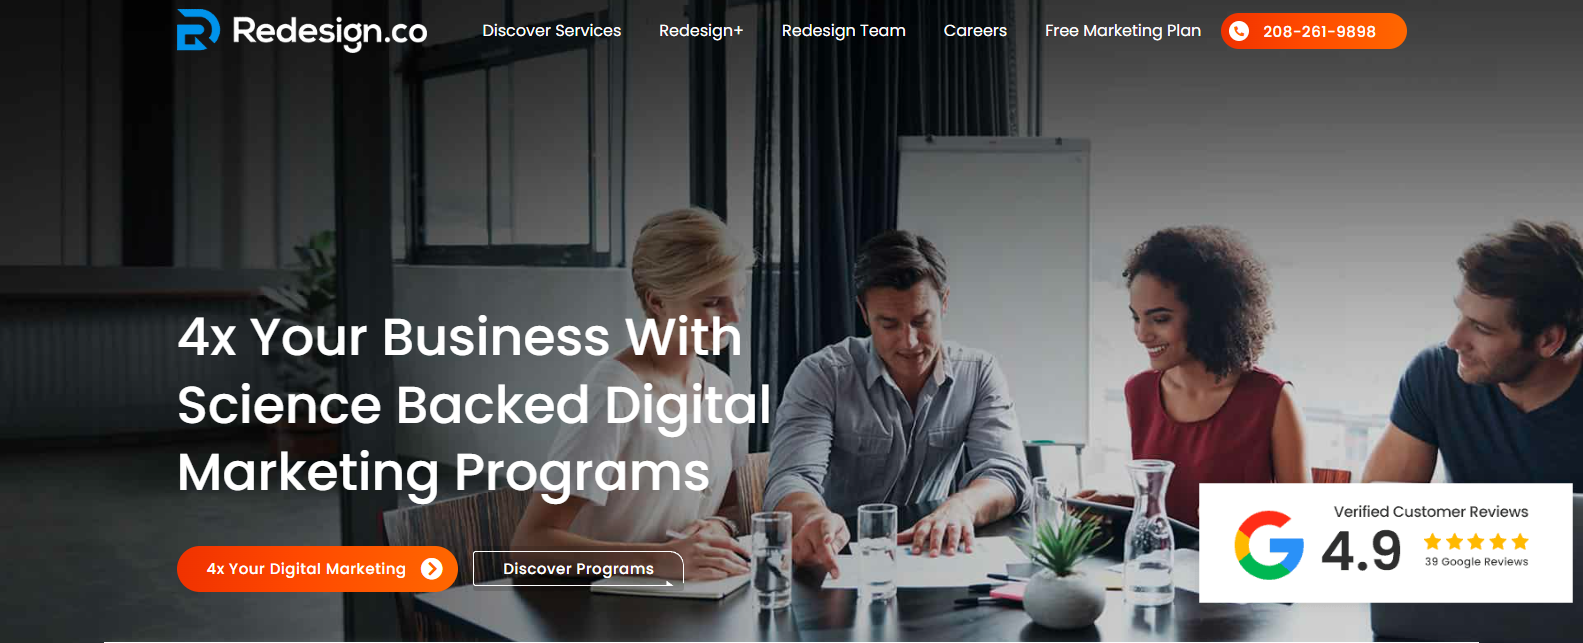 Redesign.co
Discover Services
Redesign+
Redesign Team
Careers
Free Marketing Plan
208-261-9898
4x Your Business With
Science Backed Digital
Marketing Programs
4x Your Digital Marketing
Discover Programs
Verified Customer Reviews
4.9
39 Google Reviews